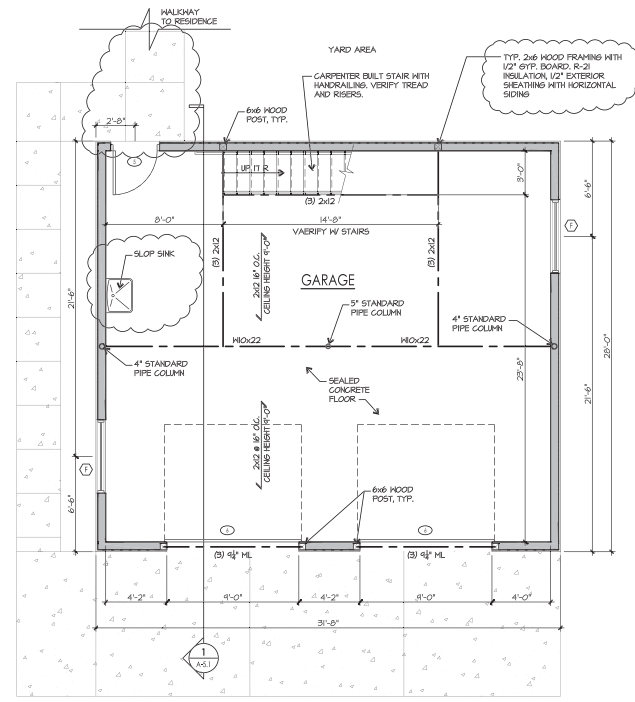 WALKWAY
TO RESIDENCE
YARD AREA
TYP. 2x6 WOOD FRAMING WITH
1/2" GYP. BOARD. R-21
INSULATION, 1/2" EXTERIOR
SHEATHING WITH HORIZONTAL
SIDING
CARPENTER BUILT STAIR WITH
HANDRAILING. VERIFY TREAD
AND RISERS.
6x6 WOOD
POST, TYP.
2'-8"
UP 17 R
3'-0"
6'-6"
(3) 2x12
8'-0"
14'-8"
VAERIFY W/ STAIRS
F
(3) 2x12
(3) 2x12
SLOP SINK
2x12 16" O.C.
CEILING HEIGHT 9'-0"
GARAGE
21'-6"
5" STANDARD
PIPE COLUMN
4" STANDARD
PIPE COLUMN
W10x22
W10x22
28'-0"
4" STANDARD
PIPE COLUMN
23'-8"
21'-6"
SEALED
CONCRETE
FLOOR
2x12 @ 16" O.C.
CEILING HEIGHT 9'-0"
F
6'-6"
6x6 WOOD
POST, TYP.
6
6
(3) 9¼" ML
(3) 9¼" ML
4'-2"
9'-0"
4'-2"
9'-0"
4'-0"
31'-8"
1
A-5.1